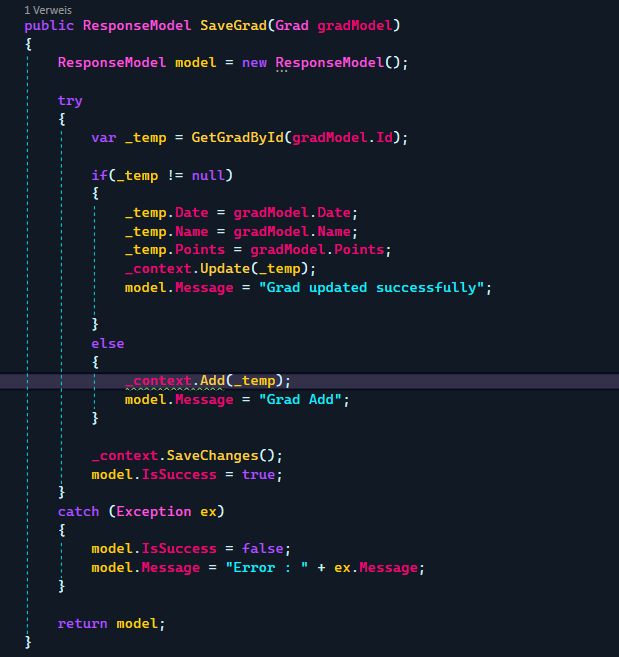 1 Verweis
public ResponseModel SaveGrad(Grad gradModel)
{
ResponseModel model = new ResponseModel();
try
{
var _temp = GetGradById(gradModel.Id);
if(_temp != null)
{
_temp.Date = gradModel.Date;
_temp.Name = gradModel.Name;
_temp.Points = gradModel.Points;
_context.Update(_temp);
model.Message = "Grad updated successfully";
}
else
{
_context.Add(_temp);
model.Message = "Grad Add";
}
_context.SaveChanges();
model.IsSuccess = true;
}
catch (Exception ex)
{
model.IsSuccess = false;
model.Message = "Error : " + ex.Message;
}
return model;
}